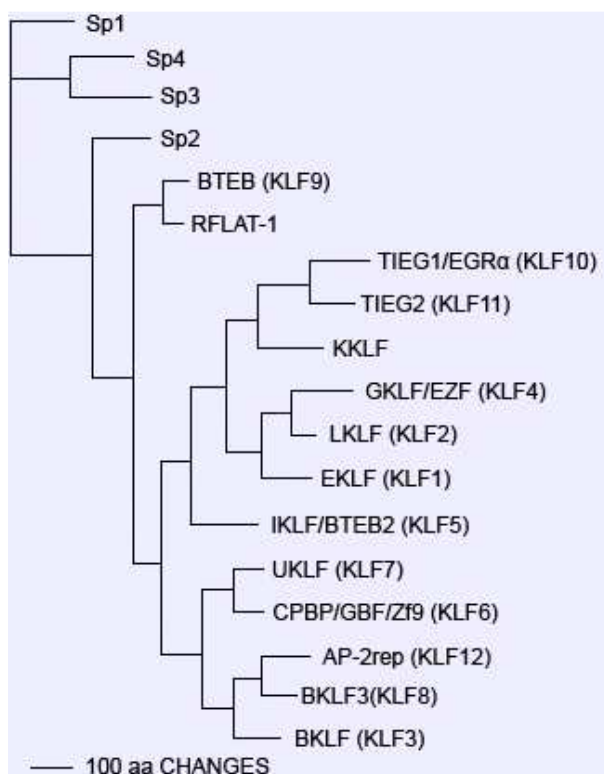 Sp1
Sp4
Sp3
Sp2
BTEB (KLF9)
RFLAT-1
TIEG1/EGRα (KLF10)
TIEG2 (KLF11)
KKLF
GKLF/EZF (KLF4)
LKLF (KLF2)
EKLF (KLF1)
IKLF/BTEB2 (KLF5)
UKLF (KLF7)
CPBP/GBF/Zf9 (KLF6)
AP-2rep (KLF12)
BKLF3(KLF8)
BKLF (KLF3)
100 aa CHANGES